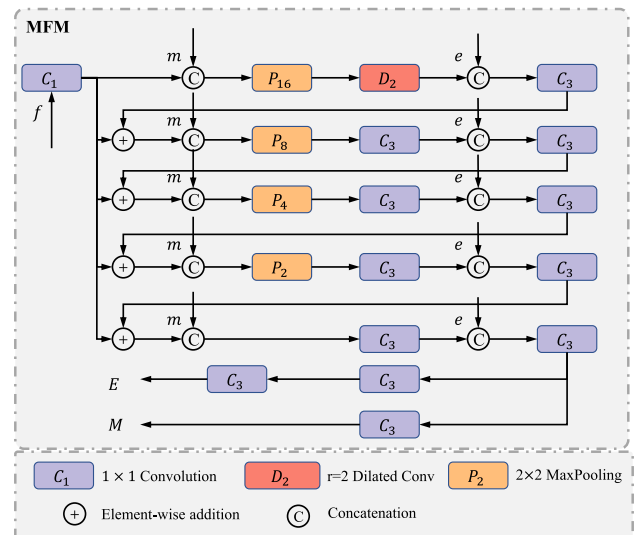 MFM
C₁ m C P₁₆ D₂ e C C₃
f
+ m C P₈ C₃ e C C₃
+ m C P₄ C₃ e C C₃
+ m C P₂ C₃ e C C₃
+ m C C₃ e C C₃
E C₃ C₃
M C₃
C₁ 1 × 1 Convolution D₂ r=2 Dilated Conv P₂ 2×2 MaxPooling
+ Element-wise addition C Concatenation